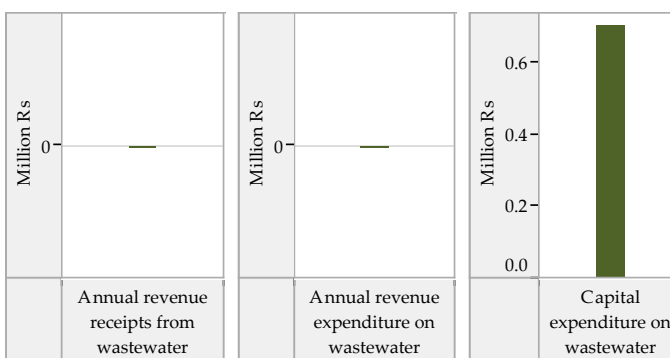 Million Rs
0
Annual revenue
receipts from
wastewater
Million Rs
0
Annual revenue
expenditure on
wastewater
Million Rs
0.6
0.4
0.2
0.0
Capital
expenditure on
wastewater